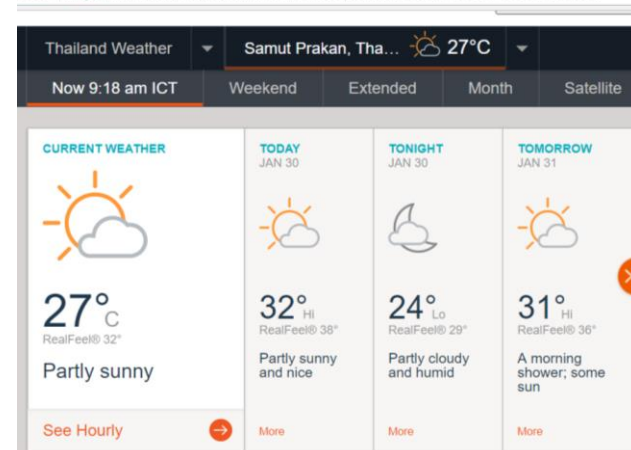 Thailand Weather
Samut Prakan, Tha... 27°C
Now 9:18 am ICT
Weekend
Extended
Month
Satellite
CURRENT WEATHER
27°C
RealFeel® 32°
Partly sunny
See Hourly
TODAY
JAN 30
32° Hi
RealFeel® 38°
Partly sunny
and nice
More
TONIGHT
JAN 30
24° Lo
RealFeel® 29°
Partly cloudy
and humid
More
TOMORROW
JAN 31
31° Hi
RealFeel® 36°
A morning
shower; some
sun
More